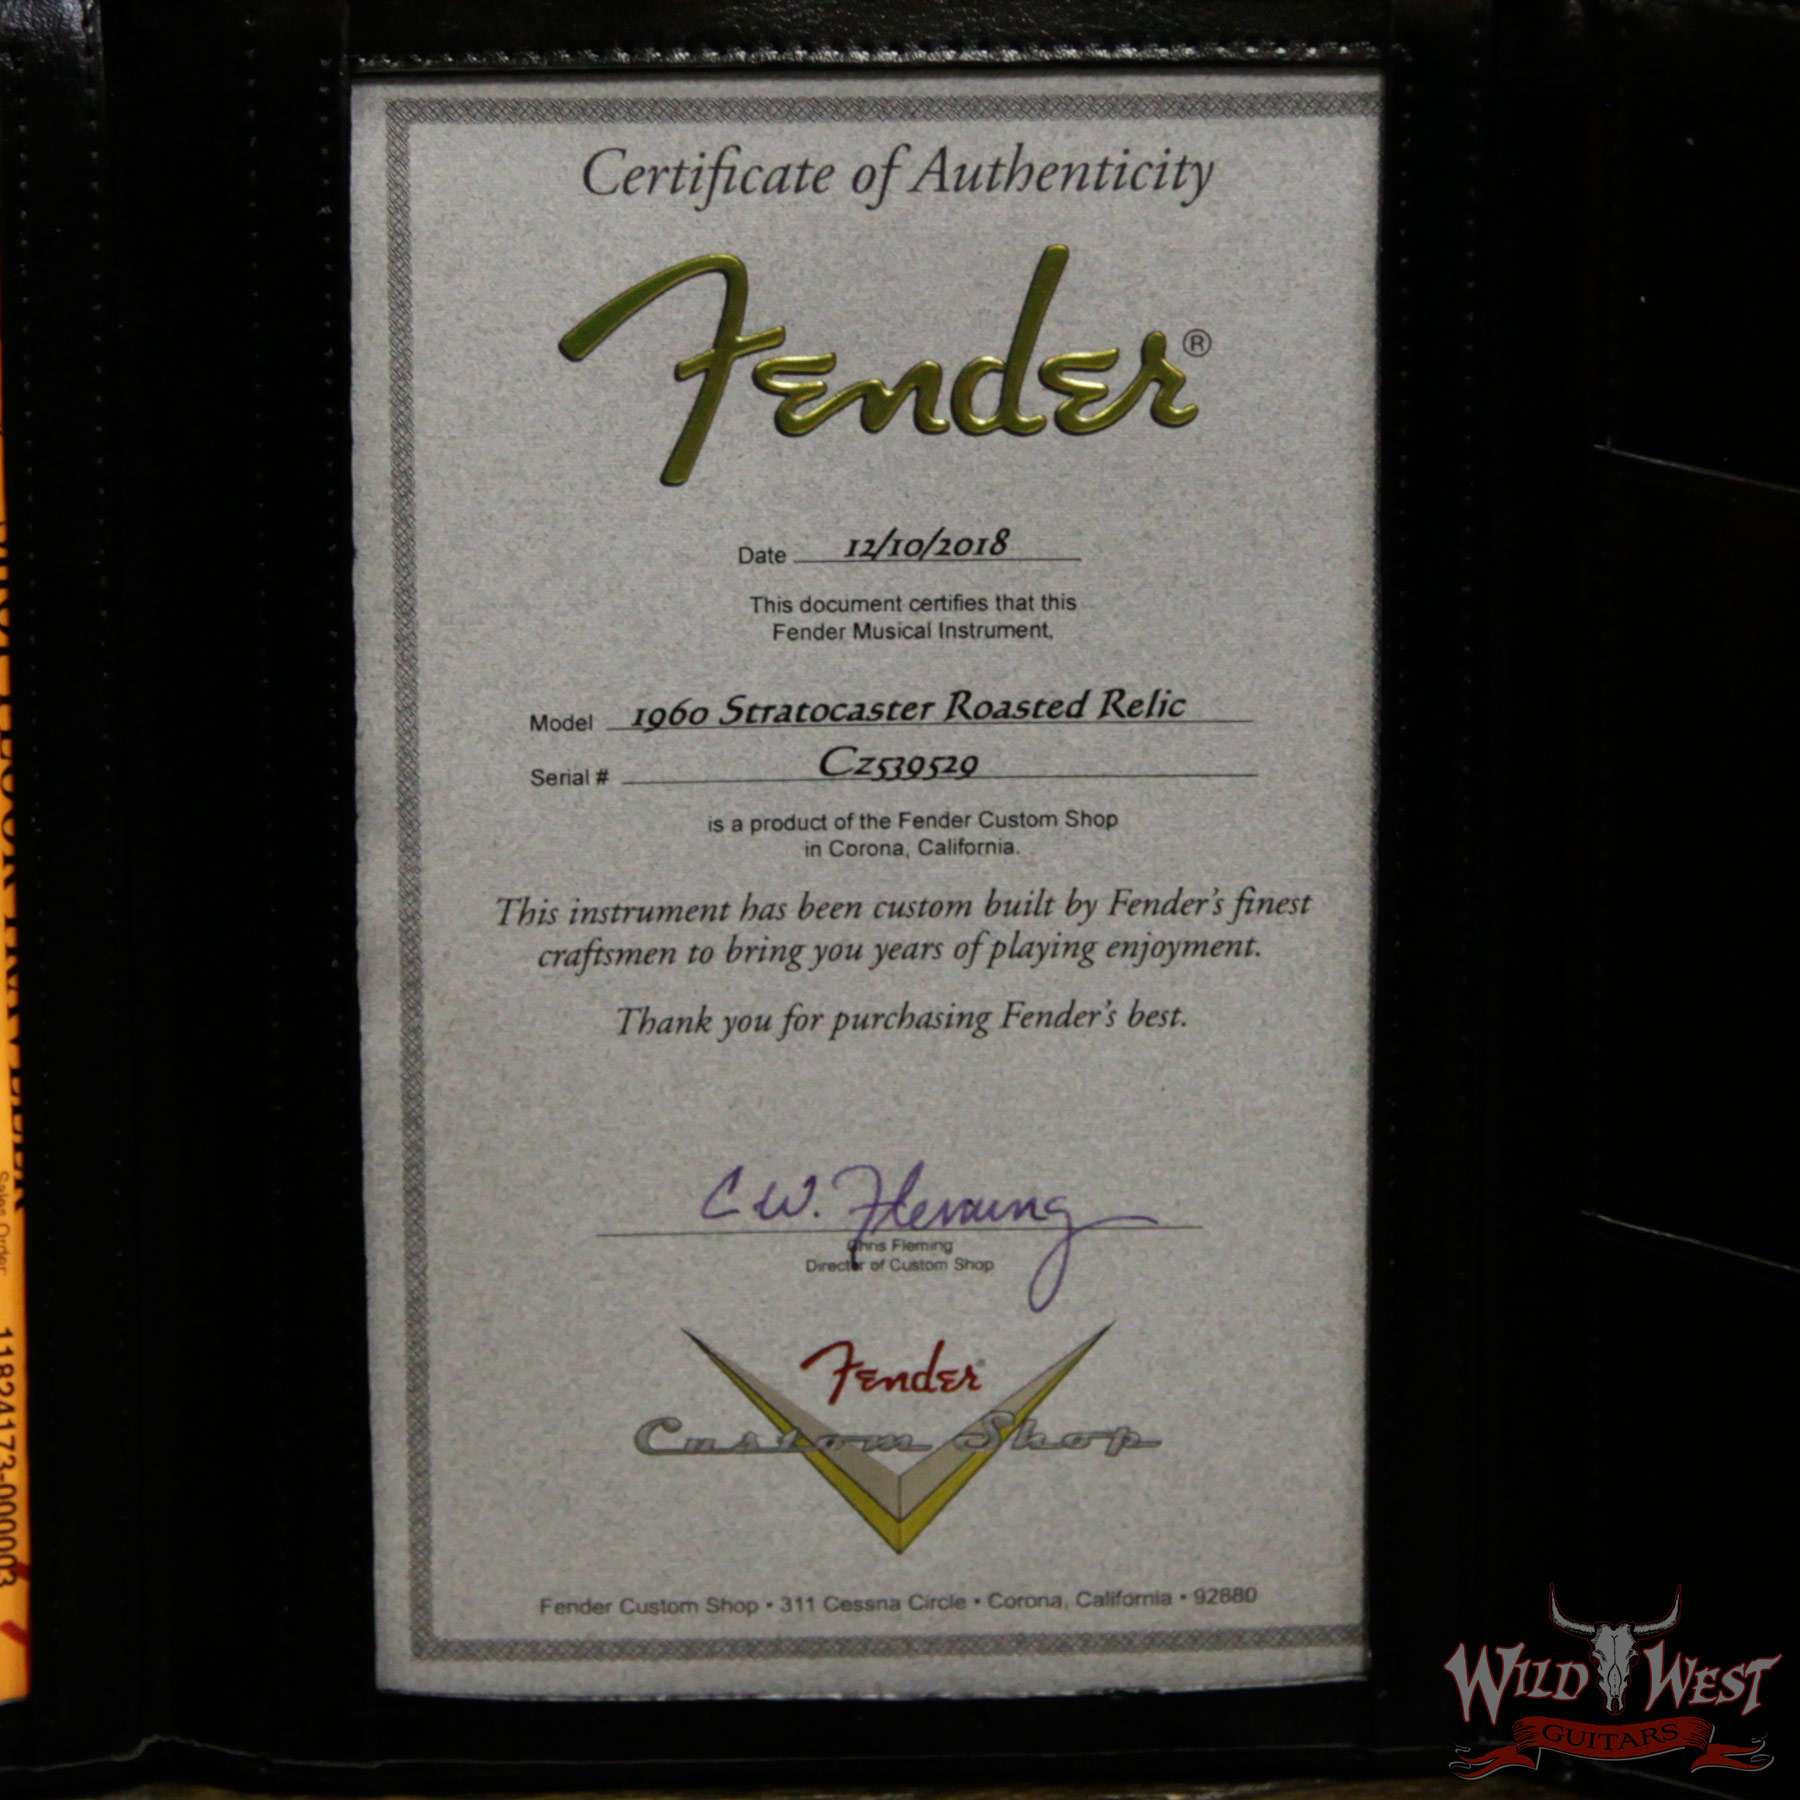 Certificate of Authenticity
Fender®
Date 12/10/2018
This document certifies that this
Fender Musical Instrument,
Model 1960 Stratocaster Roasted Relic
Serial # CZ539529
is a product of the Fender Custom Shop
in Corona, California.
This instrument has been custom built by Fender's finest
craftsmen to bring you years of playing enjoyment.
Thank you for purchasing Fender's best.
C W. Fleming
Chris Fleming
Director of Custom Shop
Fender®
Custom Shop
Fender Custom Shop • 311 Cessna Circle • Corona, California • 92880
Sales Order:
11824173-000003
WILD WEST
GUITARS